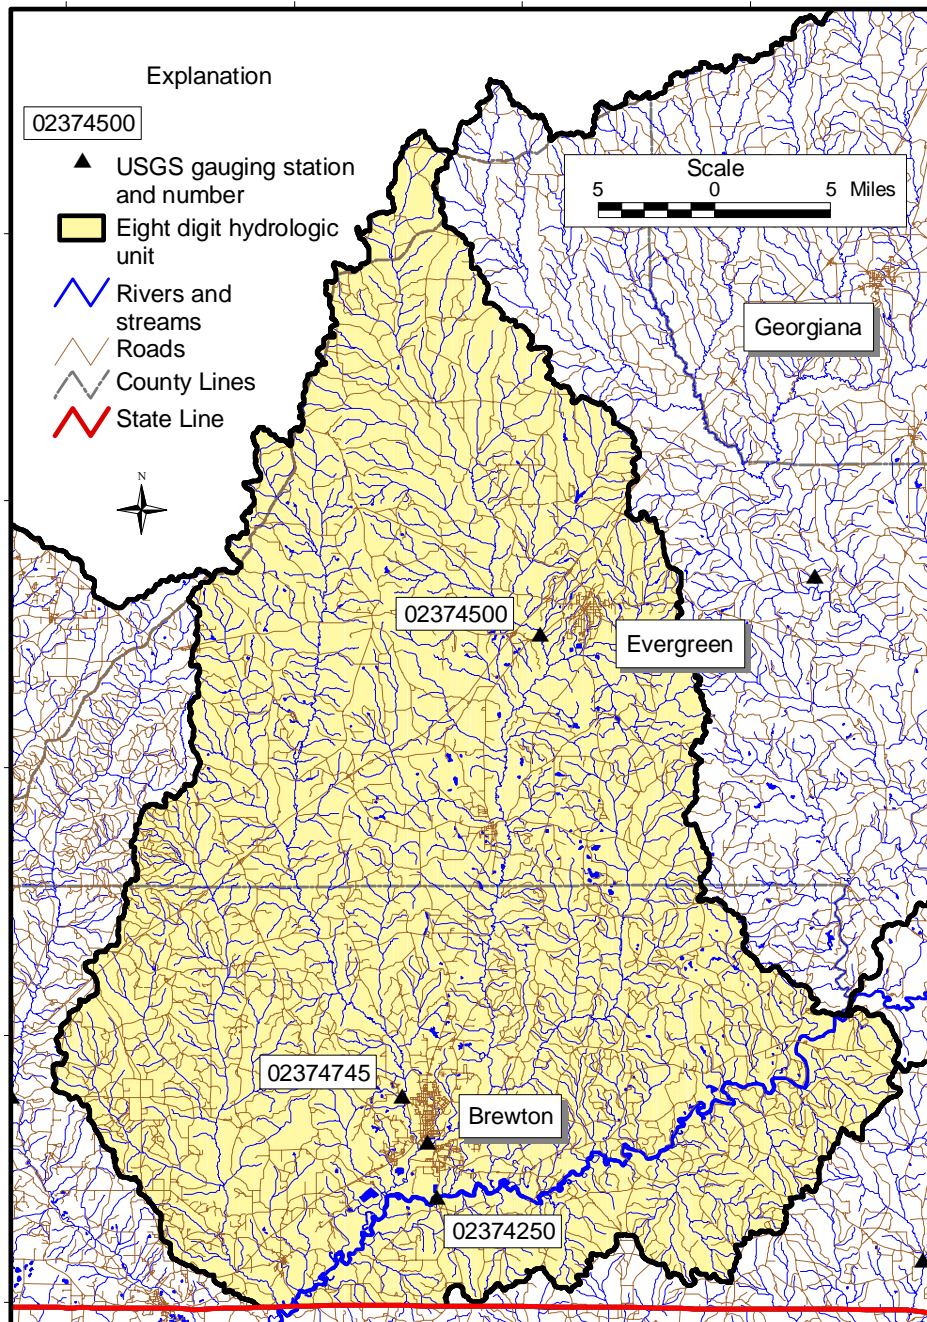 Explanation
02374500
USGS gauging station
and number
Eight digit hydrologic
unit
Rivers and
streams
Roads
County Lines
State Line
N
Scale
5 0 5 Miles
Georgiana
02374500
Evergreen
02374745
Brewton
02374250